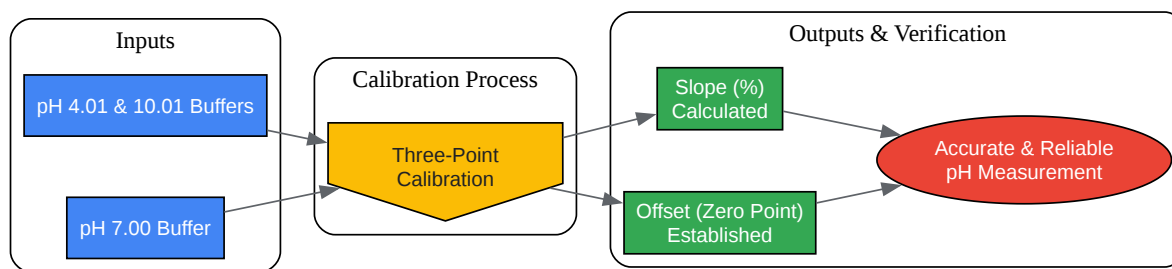 Inputs
pH 4.01 & 10.01 Buffers
pH 7.00 Buffer
Calibration Process
Three-Point
Calibration
Outputs & Verification
Slope (%)
Calculated
Offset (Zero Point)
Established
Accurate & Reliable
pH Measurement